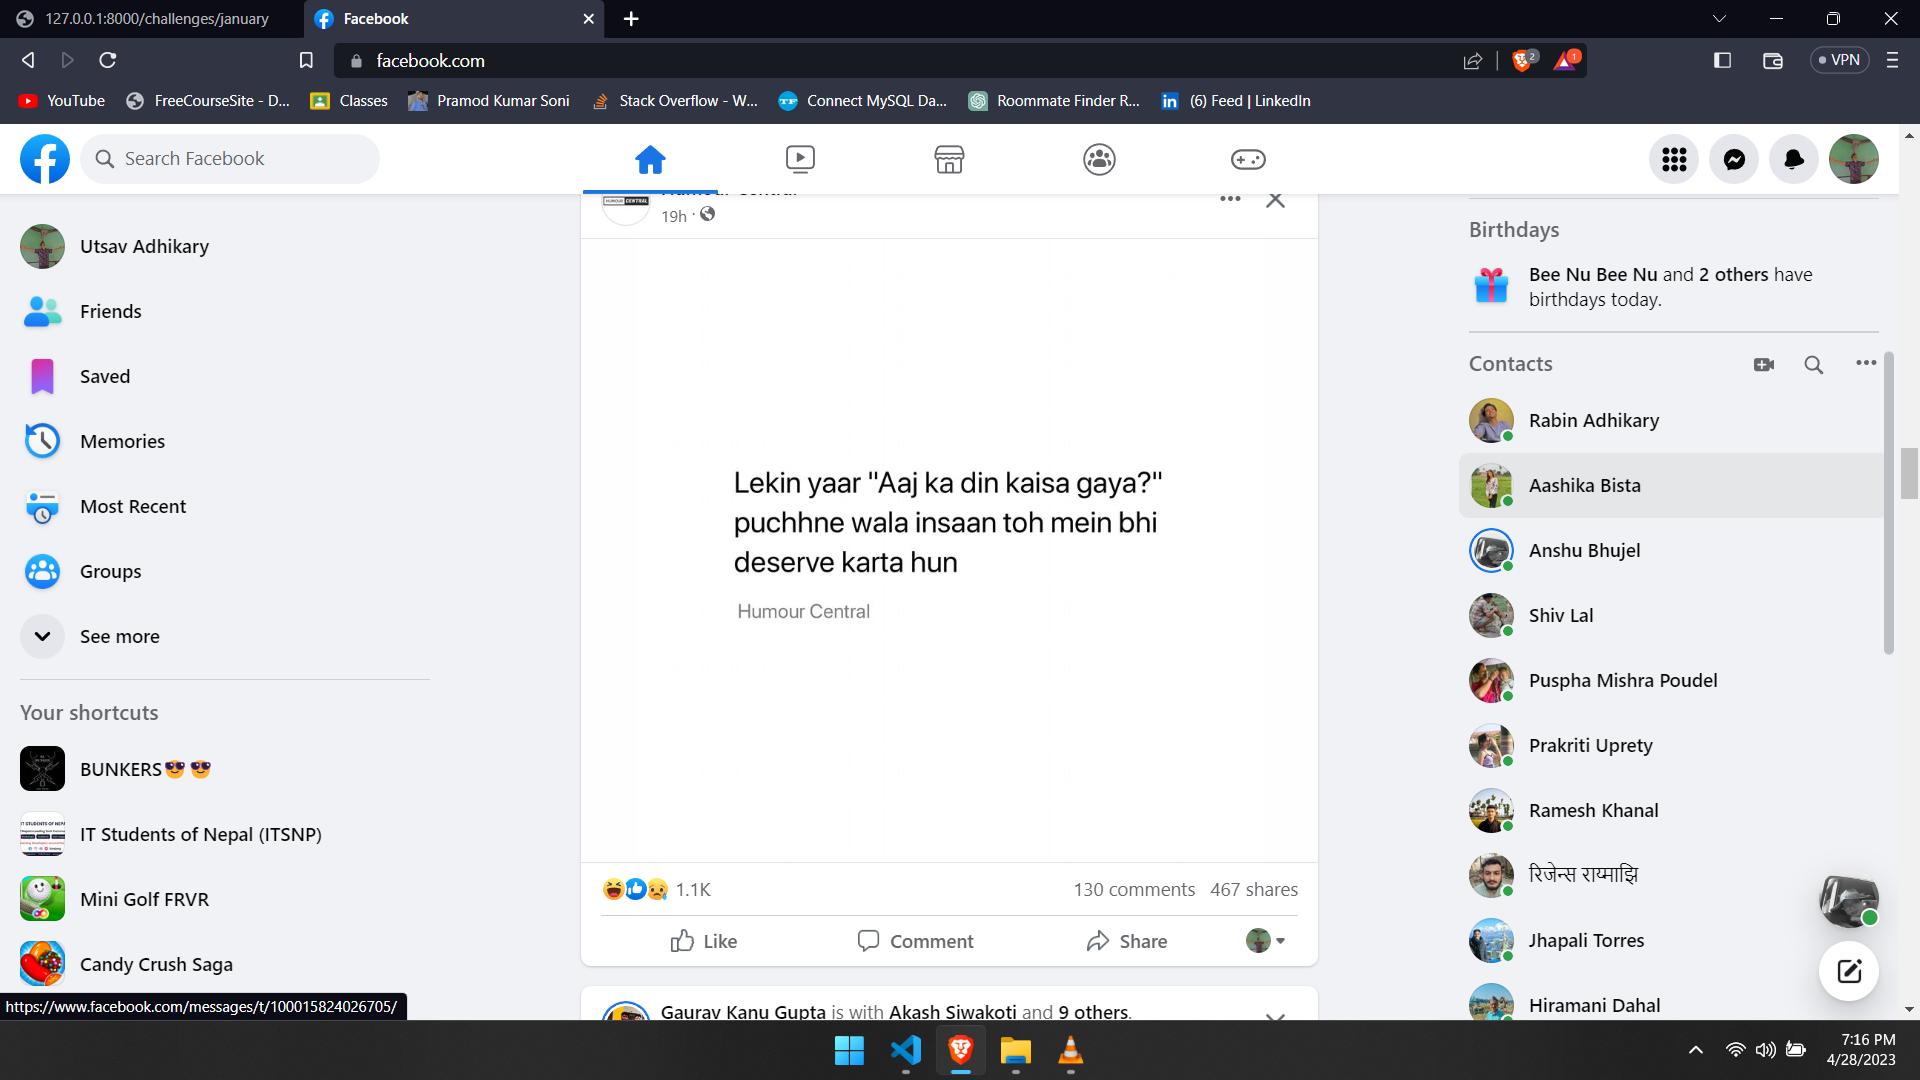 127.0.0.1:8000/challenges/january
Facebook
facebook.com
2
1
VPN
YouTube
FreeCourseSite - D...
Classes
Pramod Kumar Soni
Stack Overflow - W...
Connect MySQL Da...
Roommate Finder R...
(6) Feed | LinkedIn
Search Facebook
Utsav Adhikary
Friends
Saved
Memories
Most Recent
Groups
See more
Your shortcuts
BUNKERS😎😎
IT Students of Nepal (ITSNP)
Mini Golf FRVR
Candy Crush Saga
https://www.facebook.com/messages/t/100015824026705/
Humour Central
HUMOUR CENTRAL
19h ·
Lekin yaar "Aaj ka din kaisa gaya?"
puchhne wala insaan toh mein bhi
deserve karta hun
Humour Central
1.1K
130 comments 467 shares
Like
Comment
Share
Gaurav Kanu Gupta is with Akash Siwakoti and 9 others.
Birthdays
Bee Nu Bee Nu and 2 others have
birthdays today.
Contacts
Rabin Adhikary
Aashika Bista
Anshu Bhujel
Shiv Lal
Puspha Mishra Poudel
Prakriti Uprety
Ramesh Khanal
रिजेन्स राय्माझि
Jhapali Torres
Hiramani Dahal
7:16 PM
4/28/2023